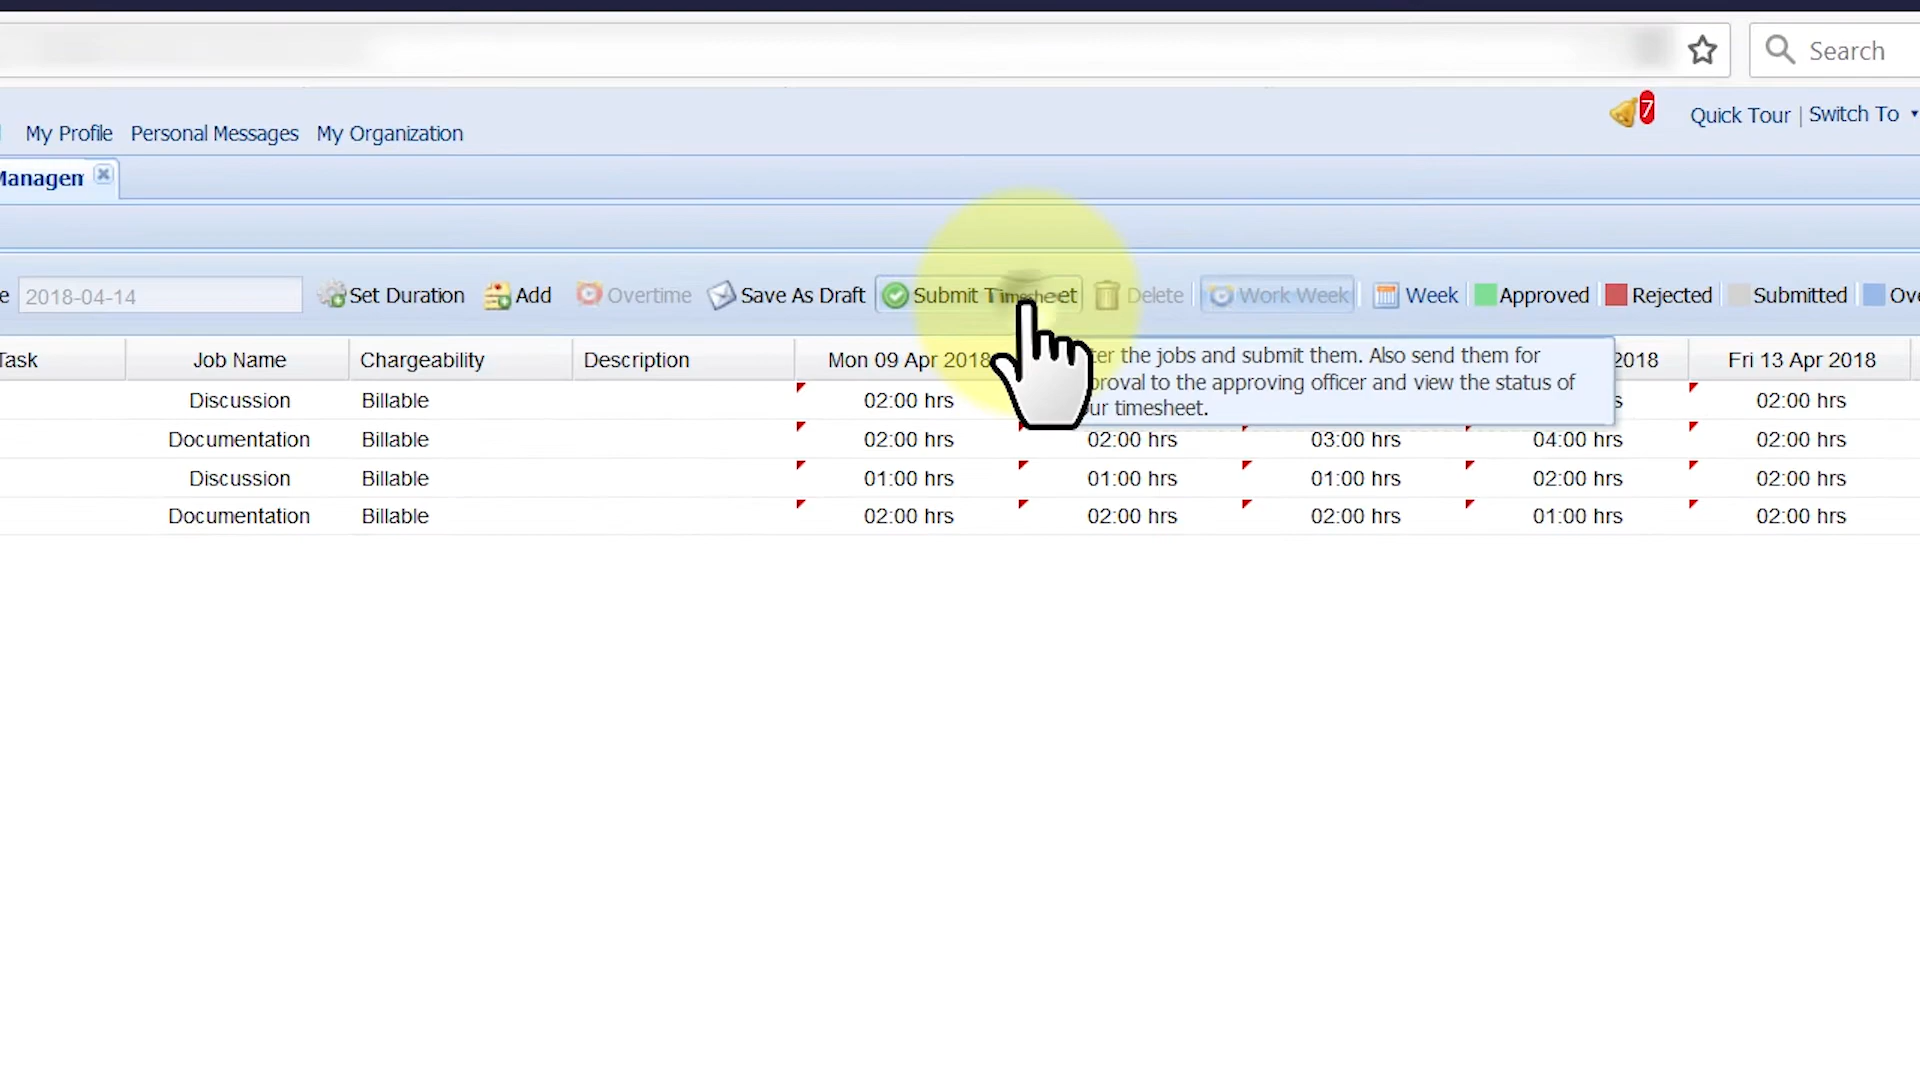 Search
7 Quick Tour | Switch To
My Profile Personal Messages My Organization
Managem
e 2018-04-14 Set Duration Add Overtime Save As Draft Submit Timesheet Delete Work Week Week Approved Rejected Submitted Ove
Task Job Name Chargeability Description Mon 09 Apr 2018 2018 Fri 13 Apr 2018
ter the jobs and submit them. Also send them for
proval to the approving officer and view the status of
ur timesheet.
Discussion Billable 02:00 hrs s 02:00 hrs
Documentation Billable 02:00 hrs 02:00 hrs 03:00 hrs 04:00 hrs 02:00 hrs
Discussion Billable 01:00 hrs 01:00 hrs 01:00 hrs 02:00 hrs 02:00 hrs
Documentation Billable 02:00 hrs 02:00 hrs 02:00 hrs 01:00 hrs 02:00 hrs